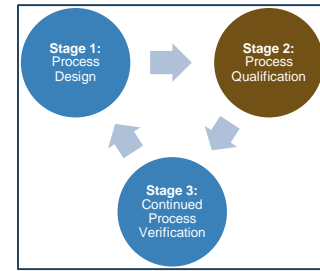 Stage 1:
Process
Design
Stage 2:
Process
Qualification
Stage 3:
Continued
Process
Verification